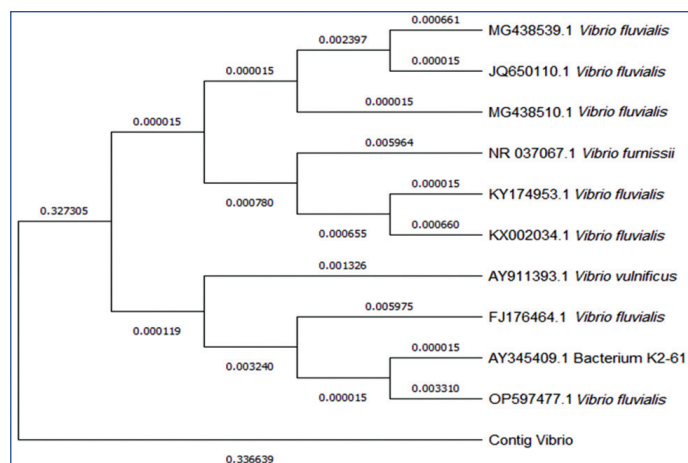 0.000661
MG438539.1 Vibrio fluvialis
0.002397
0.000015
JQ650110.1 Vibrio fluvialis
0.000015
0.000015
MG438510.1 Vibrio fluvialis
0.000015
0.005964
NR 037067.1 Vibrio furnissii
0.000780
0.000015
KY174953.1 Vibrio fluvialis
0.327305
0.000655
0.000660
KX002034.1 Vibrio fluvialis
0.001326
AY911393.1 Vibrio vulnificus
0.000119
0.005975
FJ176464.1 Vibrio fluvialis
0.003240
0.000015
AY345409.1 Bacterium K2-61
0.000015
0.003310
OP597477.1 Vibrio fluvialis
Contig Vibrio
0.336639